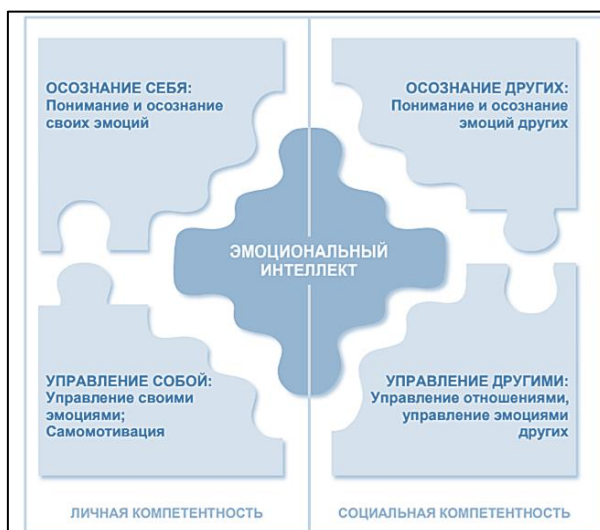 ОСОЗНАНИЕ СЕБЯ:
Понимание и осознание
своих эмоций
ОСОЗНАНИЕ ДРУГИХ:
Понимание и осознание
эмоций других
ЭМОЦИОНАЛЬНЫЙ
ИНТЕЛЛЕКТ
УПРАВЛЕНИЕ СОБОЙ:
Управление своими
эмоциями;
Самомотивация
УПРАВЛЕНИЕ ДРУГИМИ:
Управление отношениями,
управление эмоциями
других
ЛИЧНАЯ КОМПЕТЕНТНОСТЬ
СОЦИАЛЬНАЯ КОМПЕТЕНТНОСТЬ